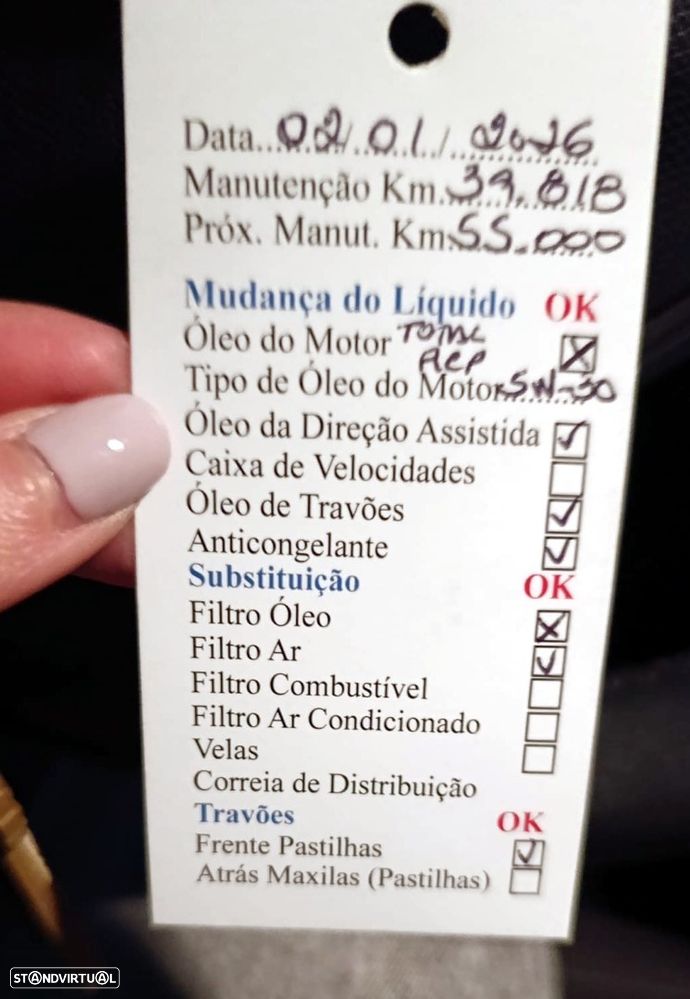 Data 02/01/2026
Manutenção Km. 39.818
Próx. Manut. Km. 55.000
Mudança do Líquido OK
Óleo do Motor TOTAL ACP
Tipo de Óleo do Motor 5W-30
Óleo da Direção Assistida
Caixa de Velocidades
Óleo de Travões
Anticongelante
Substituição OK
Filtro Óleo
Filtro Ar
Filtro Combustível
Filtro Ar Condicionado
Velas
Correia de Distribuição
Travões OK
Frente Pastilhas
Atrás Maxilas (Pastilhas)
STANDVIRTUAL